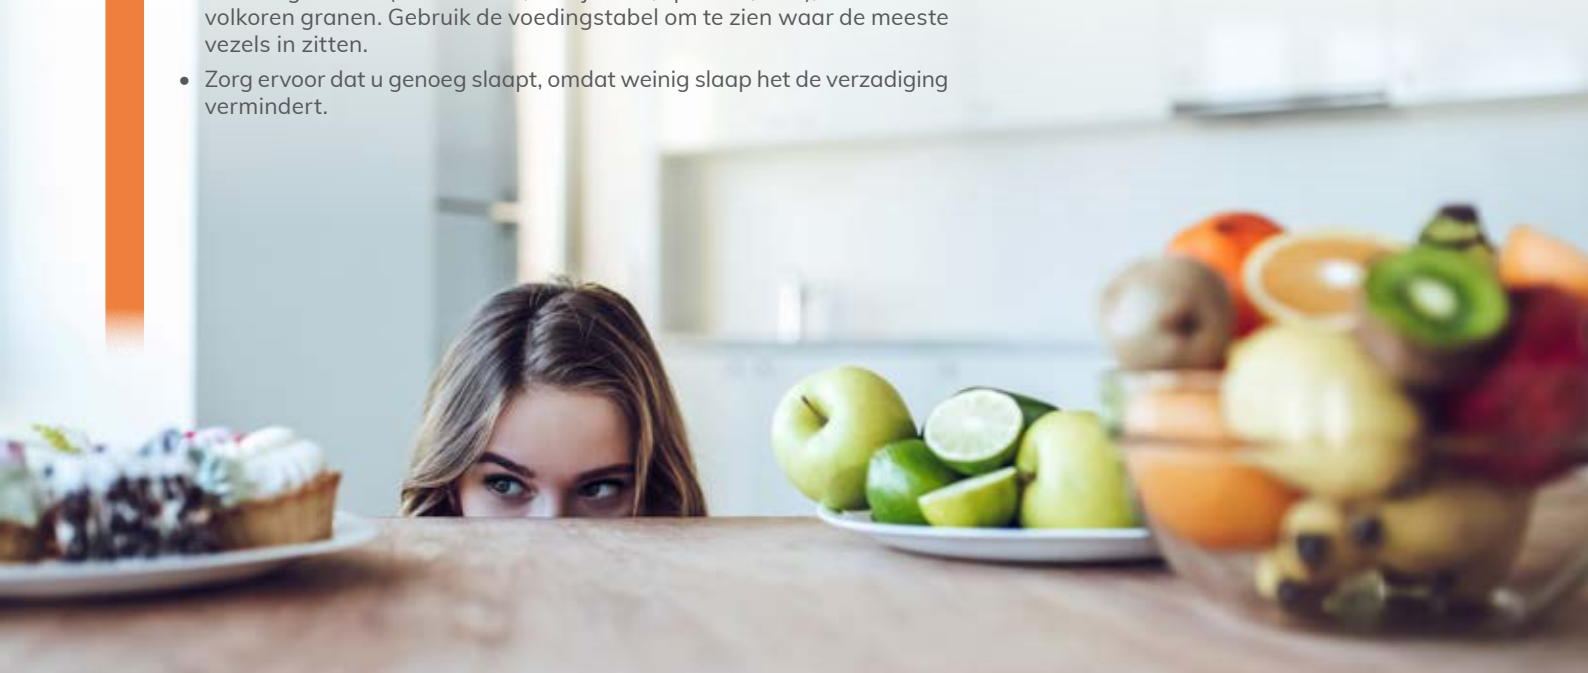 volkoren granen. Gebruik de voedingstabel om te zien waar de meeste
vezels in zitten.
• Zorg ervoor dat u genoeg slaapt, omdat weinig slaap het de verzadiging
vermindert.